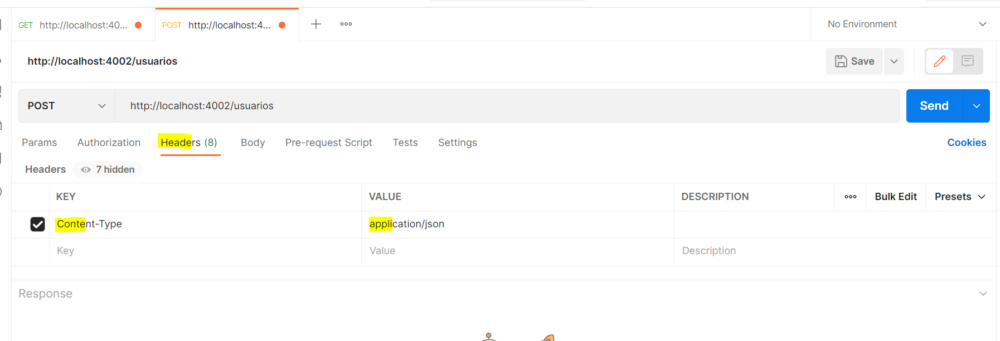 GET http://localhost:40... POST http://localhost:4... No Environment
http://localhost:4002/usuarios Save
POST http://localhost:4002/usuarios Send
Params Authorization Headers (8) Body Pre-request Script Tests Settings Cookies
Headers 7 hidden
KEY VALUE DESCRIPTION Bulk Edit Presets
Content-Type application/json
Key Value Description
Response